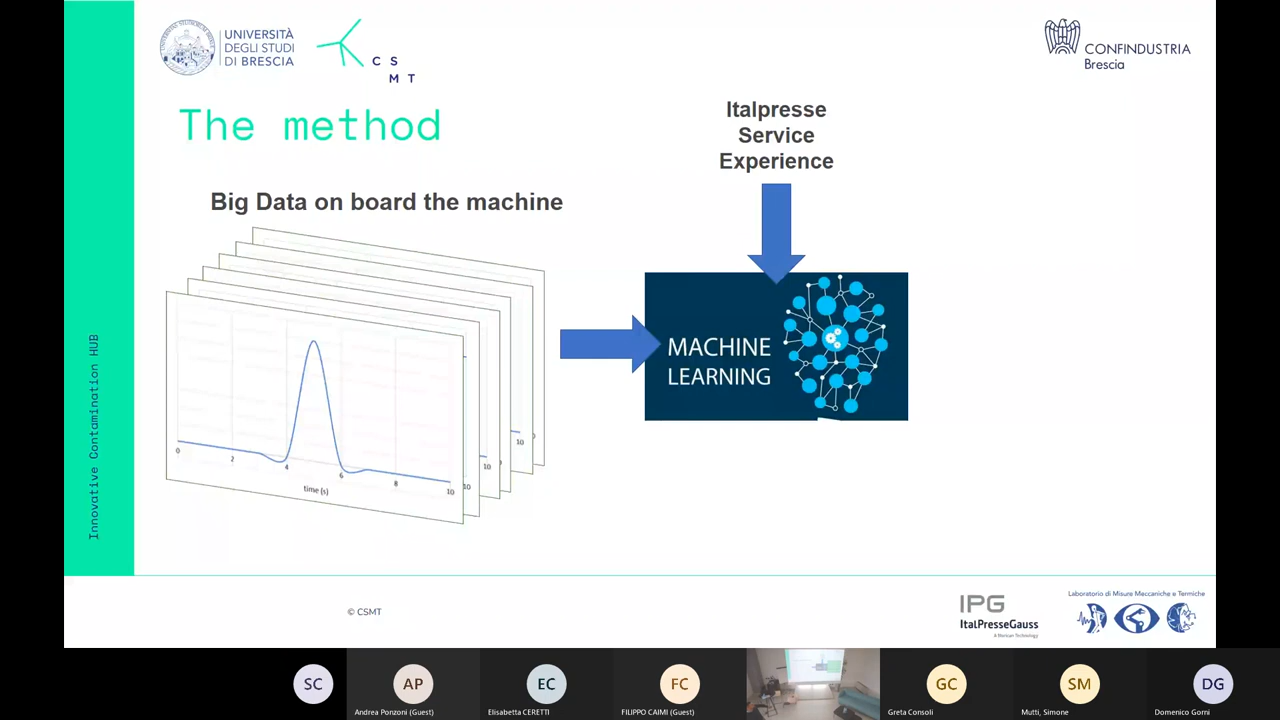 UNIVERSITÀ
DEGLI STUDI
DI BRESCIA
C S
M T
CONFINDUSTRIA
Brescia
The method
Italpresse
Service
Experience
Big Data on board the machine
MACHINE
LEARNING
0
2
4
6
8
10
time (s)
10
10
10
Innovative Contamination HUB
© CSMT
IPG
ItalPresseGauss
A Norican Technology
Laboratorio di Misure Meccaniche e Termiche
SC
AP
Andrea Ponzoni (Guest)
EC
Elisabetta CERETTI
FC
FILIPPO CAIMI (Guest)
GC
Greta Consoli
SM
Mutti, Simone
DG
Domenico Gorni